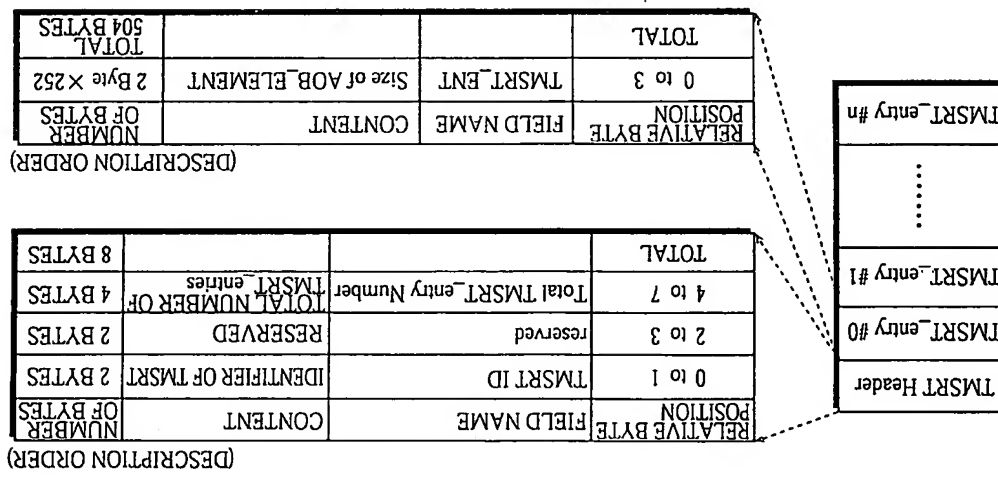 (DESCRIPTION ORDER)
TMSRT Header
TMSRT_entry #0
TMSRT_entry #1
TMSRT_entry #n
RELATIVE BYTE
POSITION
FIELD NAME
CONTENT
NUMBER
OF BYTES
0 to 1
TMSRT ID
IDENTIFIER OF TMSRT
2 BYTES
2 to 3
reserved
RESERVED
2 BYTES
4 to 7
Total TMSRT_entry Number
TOTAL NUMBER OF
TMSRT_entries
4 BYTES
TOTAL
8 BYTES
(DESCRIPTION ORDER)
RELATIVE BYTE
POSITION
FIELD NAME
CONTENT
NUMBER
OF BYTES
0 to 3
TMSRT_ENT
Size of AOB_ELEMENT
2 Byte × 252
TOTAL
TOTAL
504 BYTES